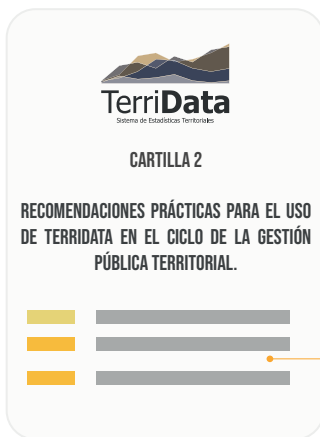 TerriData
Sistema de Estadísticas Territoriales
CARTILLA 2
RECOMENDACIONES PRÁCTICAS PARA EL USO
DE TERRIDATA EN EL CICLO DE LA GESTIÓN
PÚBLICA TERRITORIAL.